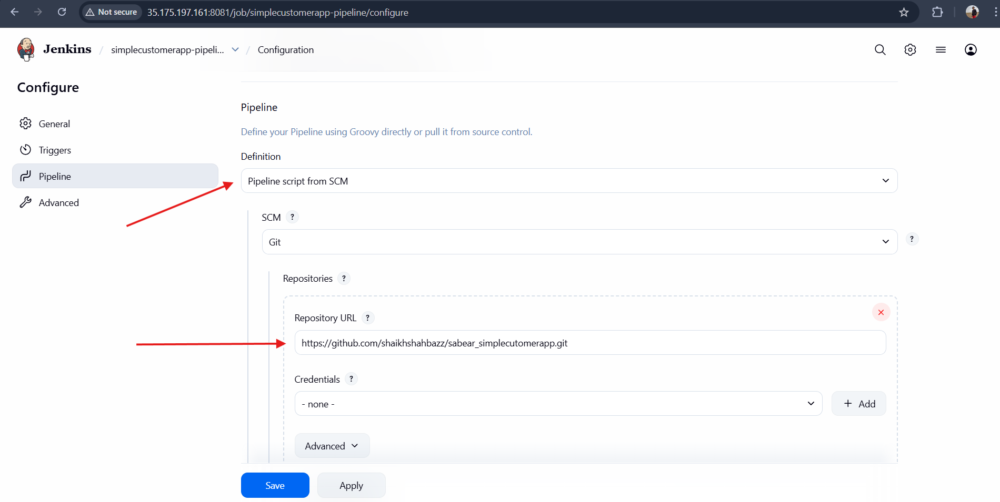 Not secure 35.175.197.161:8081/job/simplecustomerapp-pipeline/configure
Jenkins / simplecustomerapp-pipeli... / Configuration
Configure
General
Triggers
Pipeline
Advanced
Pipeline
Define your Pipeline using Groovy directly or pull it from source control.
Definition
Pipeline script from SCM
SCM ?
Git
?
Repositories ?
Repository URL ?
https://github.com/shaikhshahbazz/sabear_simplecutomerapp.git
Credentials ?
- none -
+ Add
Advanced
Save
Apply